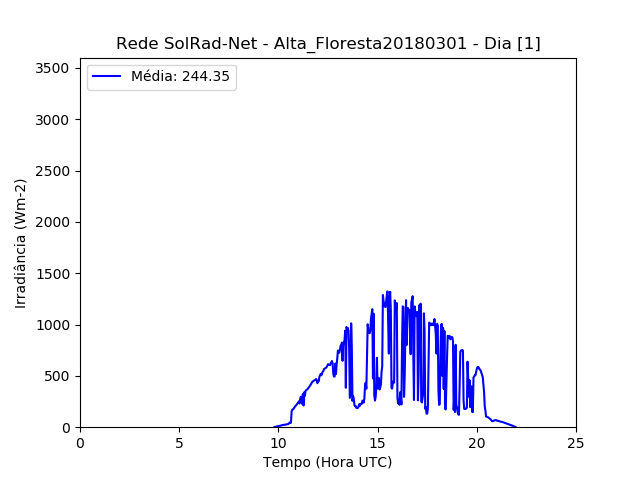 Rede SolRad-Net - Alta_Floresta20180301 - Dia [1]
Média: 244.35
3500
3000
2500
2000
1500
1000
500
0
Irradiância (Wm-2)
0 5 10 15 20 25
Tempo (Hora UTC)